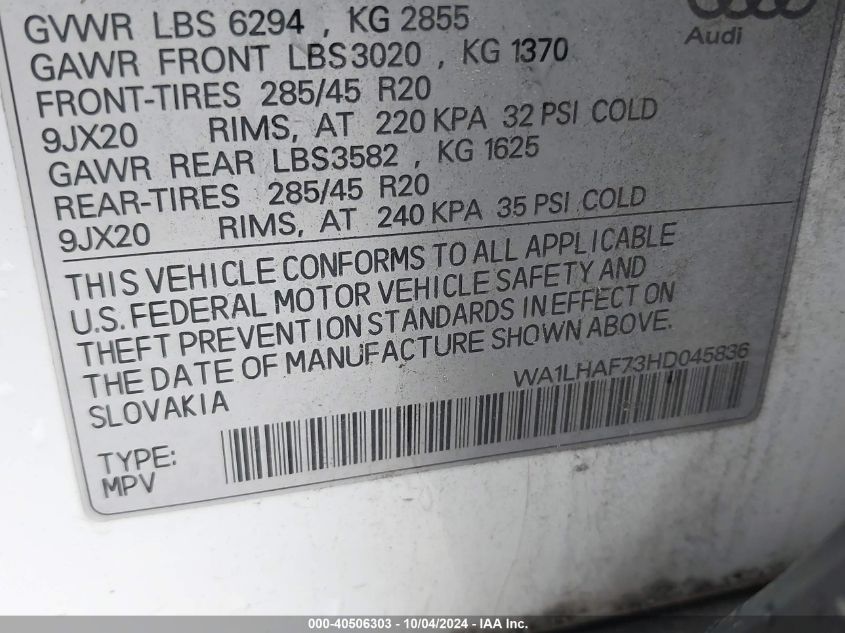 GVWR LBS 6294 , KG 2855
Audi
GAWR FRONT LBS3020 , KG 1370
FRONT-TIRES 285/45 R20
9JX20 RIMS, AT 220 KPA 32 PSI COLD
GAWR REAR LBS3582 , KG 1625
REAR-TIRES 285/45 R20
9JX20 RIMS, AT 240 KPA 35 PSI COLD
THIS VEHICLE CONFORMS TO ALL APPLICABLE
U.S. FEDERAL MOTOR VEHICLE SAFETY AND
THEFT PREVENTION STANDARDS IN EFFECT ON
THE DATE OF MANUFACTURE SHOWN ABOVE.
SLOVAKIA WA1LHAF73HD045836
TYPE:
MPV
000-40506303 - 10/04/2024 - IAA Inc.